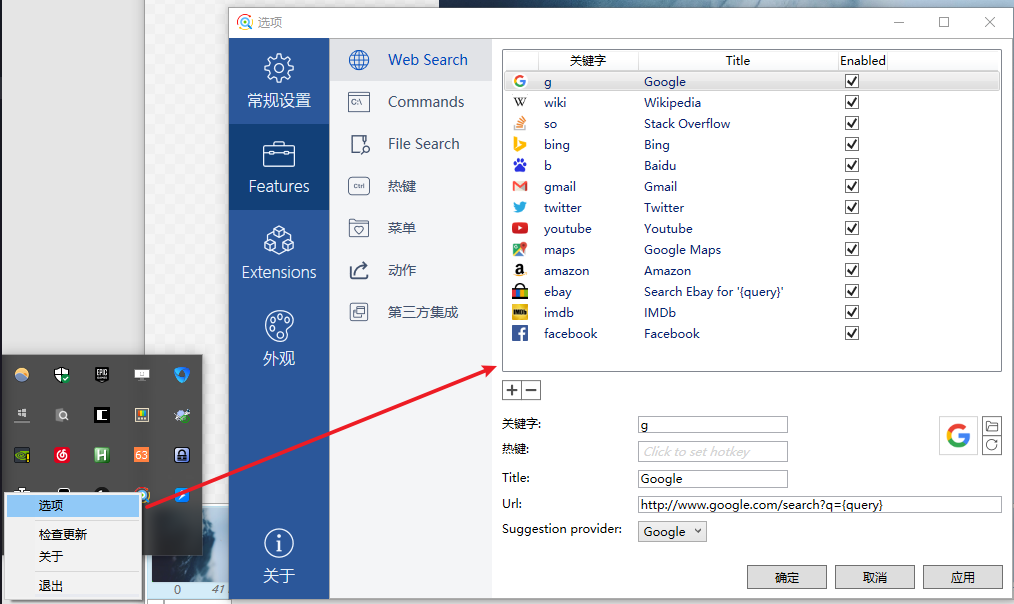 选项
常规设置
Features
Extensions
外观
关于
Web Search
Commands
File Search
热键
菜单
动作
第三方集成
关键字 Title Enabled
g Google
wiki Wikipedia
so Stack Overflow
bing Bing
b Baidu
gmail Gmail
twitter Twitter
youtube Youtube
maps Google Maps
amazon Amazon
ebay Search Ebay for '{query}'
imdb IMDb
facebook Facebook
关键字: g
热键: Click to set hotkey
Title: Google
Url: http://www.google.com/search?q={query}
Suggestion provider: Google
确定 取消 应用
选项
检查更新
关于
退出
0 41
63